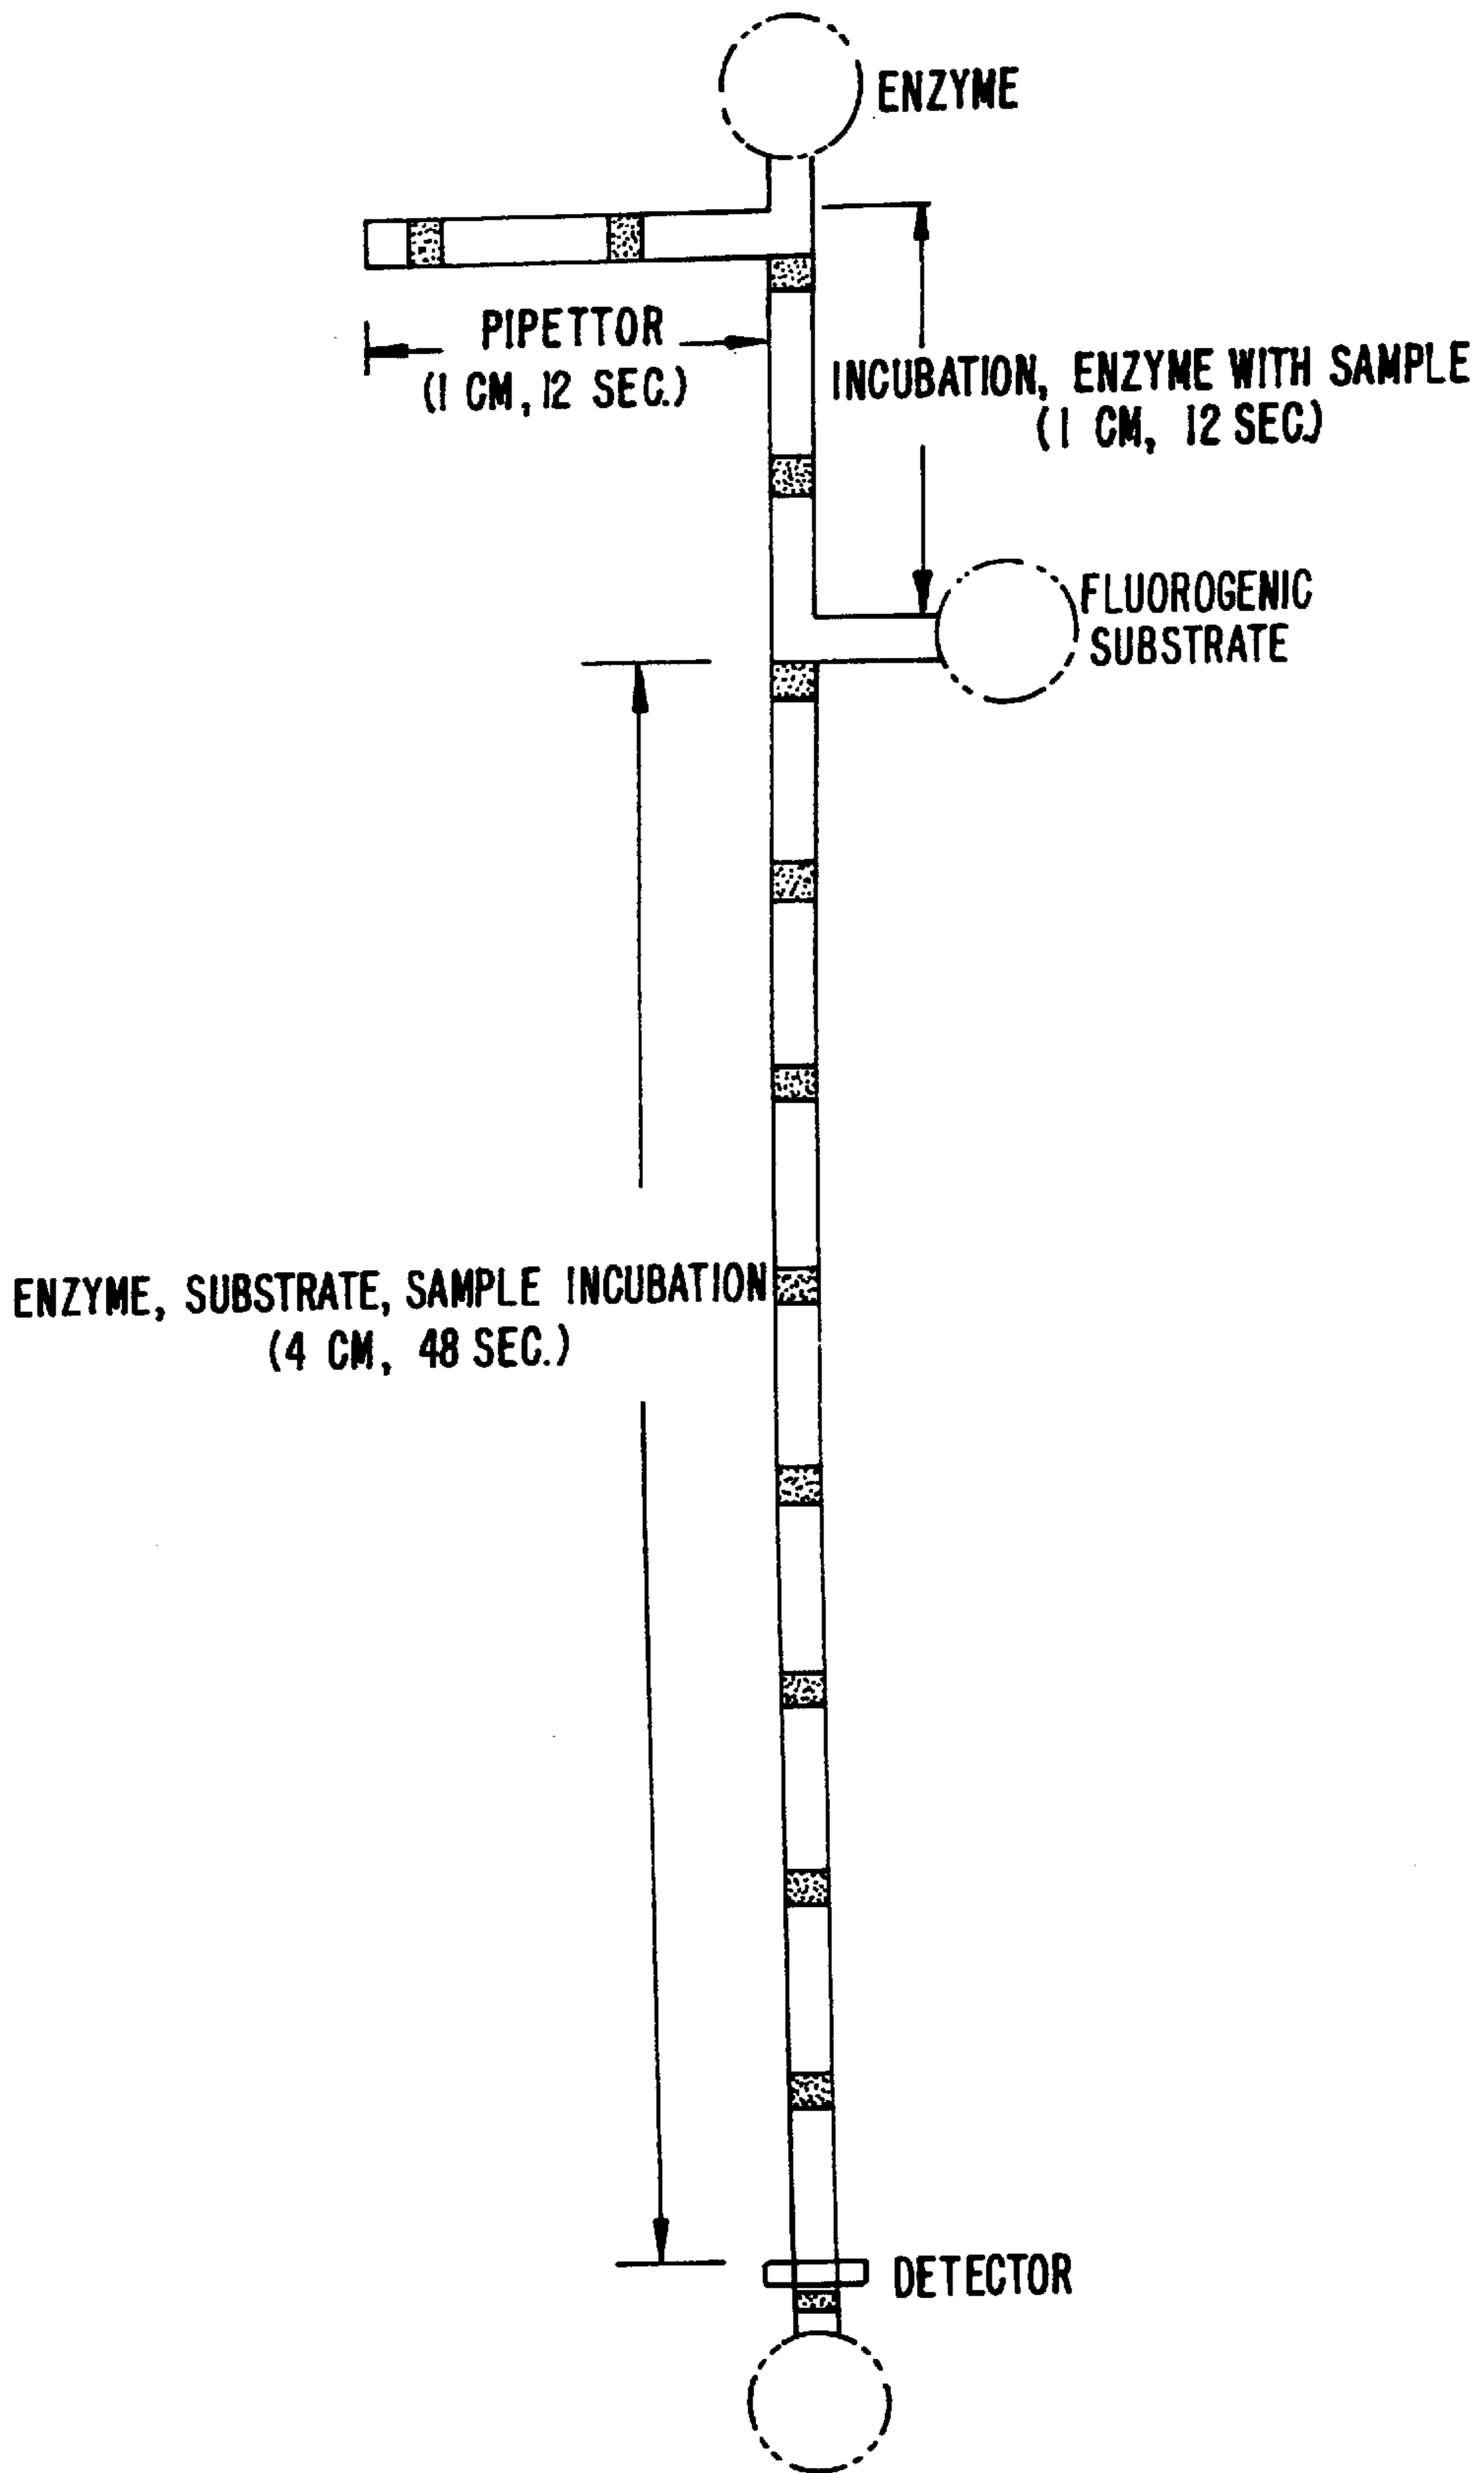 ENZYME
PIPETTOR
(1 CM, 12 SEC.)
INCUBATION, ENZYME WITH SAMPLE
(1 CM, 12 SEC.)
FLUOROGENIC
SUBSTRATE
ENZYME, SUBSTRATE, SAMPLE INCUBATION
(4 CM, 48 SEC.)
DETECTOR